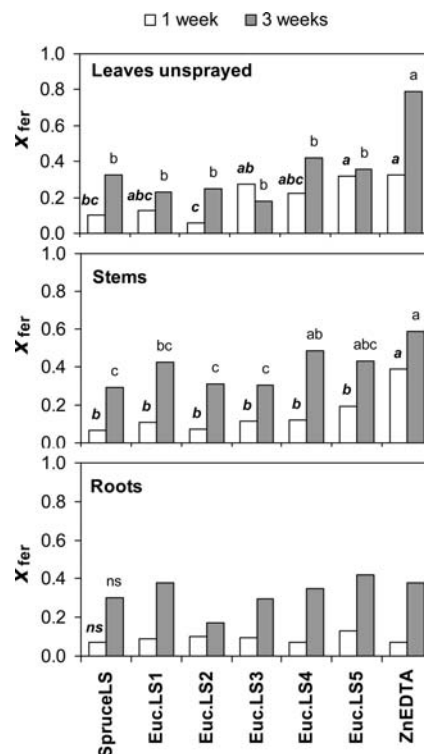 1 week 3 weeks
Leaves unsprayed
a
1.0
0.8
0.6
0.4
0.2
0.0
x fer
bc b abc b c b ab b abc b a b a
Stems
1.0
0.8
0.6
0.4
0.2
0.0
x fer
b c b bc b c b c b ab b abc a a
Roots
1.0
0.8
0.6
0.4
0.2
0.0
x fer
ns ns
SpruceLS
Euc.LS1
Euc.LS2
Euc.LS3
Euc.LS4
Euc.LS5
ZnEDTA